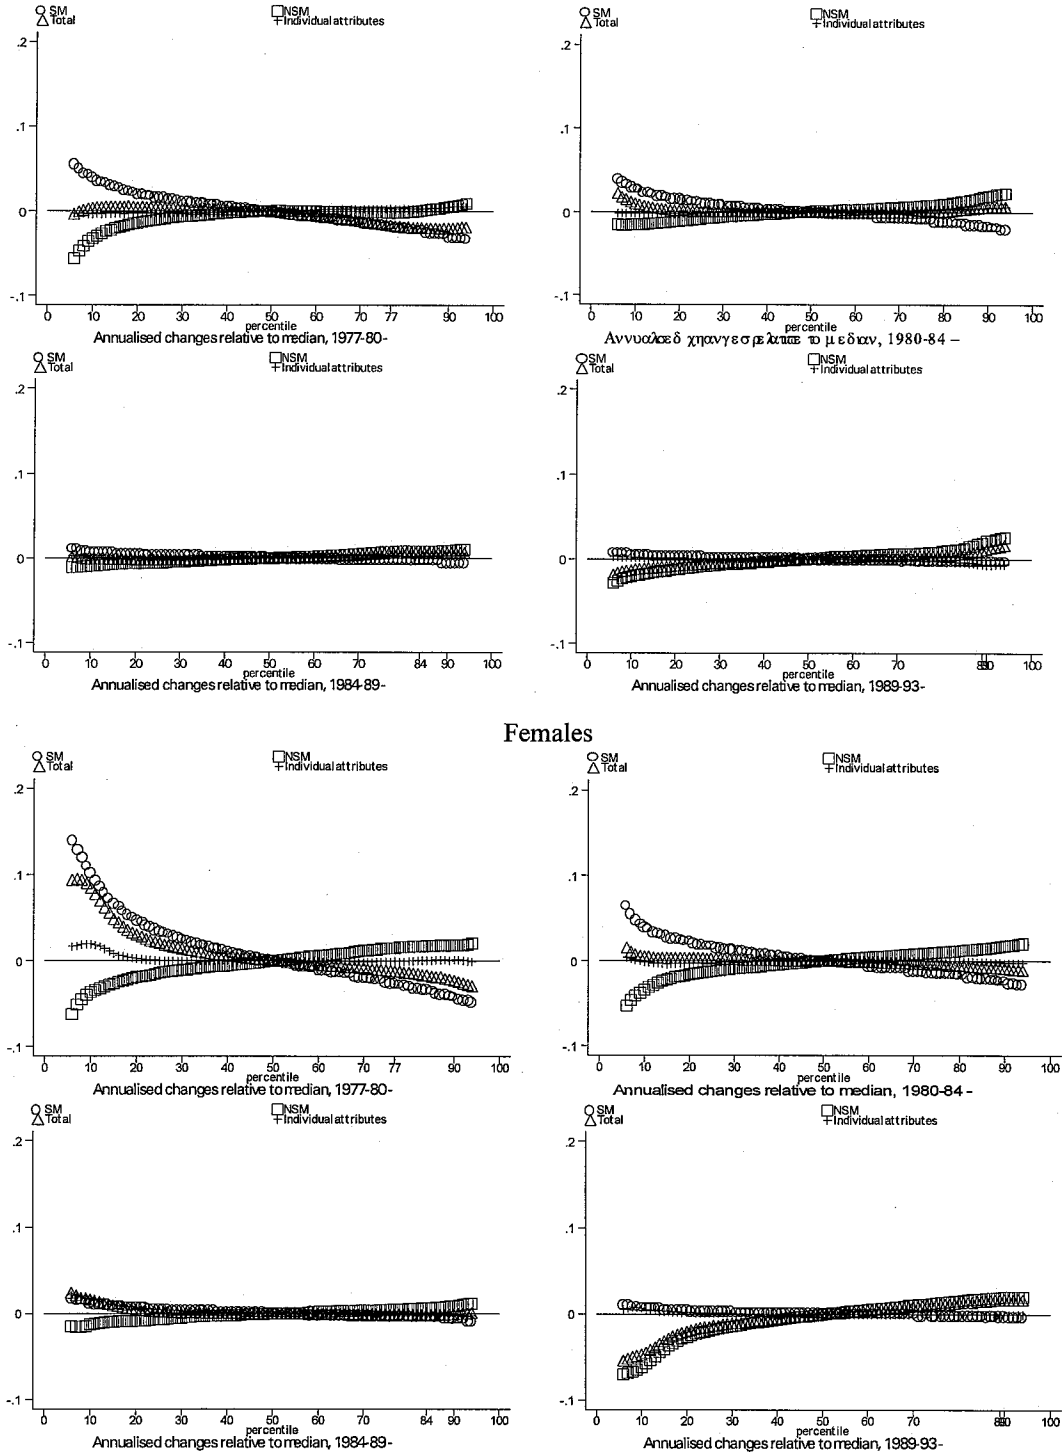 SM NSM
Total Individual attributes
.2
.1
0
-.1
0 10 20 30 40 50 60 70 77 100
percentile
Annualised changes relative to median, 1977-80-
SM NSM
Total Individual attributes
.2
.1
0
-.1
0 10 20 30 40 50 60 70 80 90 100
percentile
Αννυαλισεδ χηανγεσ ρελατιϖε το μεδιαν, 1980-84 –
SM NSM
Total Individual attributes
.2
.1
0
-.1
0 10 20 30 40 50 60 70 84 90 100
percentile
Annualised changes relative to median, 1984-89-
SM NSM
Total Individual attributes
.2
.1
0
-.1
0 10 20 30 40 50 60 70 100
percentile
Annualised changes relative to median, 1989-93-
Females
SM NSM
Total Individual attributes
.2
.1
0
-.1
0 10 20 30 40 50 60 70 77 90 100
percentile
Annualised changes relative to median, 1977-80-
SM NSM
Total Individual attributes
.2
.1
0
-.1
0 10 20 30 40 50 60 70 80 90 100
percentile
Annualised changes relative to median, 1980-84 -
SM NSM
Total Individual attributes
.2
.1
0
-.1
0 10 20 30 40 50 60 70 84 90 100
percentile
Annualised changes relative to median, 1984-89-
SM NSM
Total Individual attributes
.2
.1
0
-.1
0 10 20 30 40 50 60 70 100
percentile
Annualised changes relative to median, 1989-93-